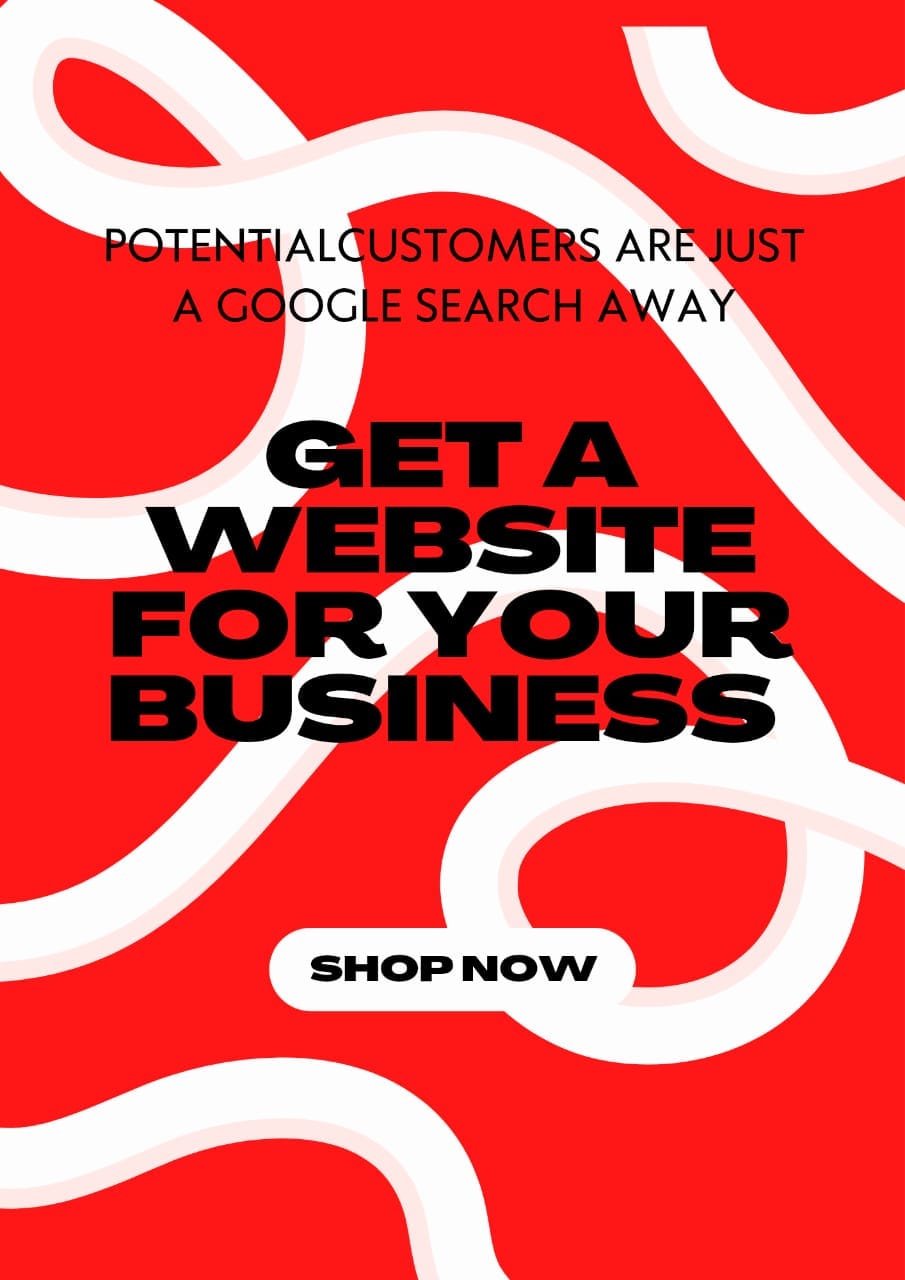 POTENTIALCUSTOMERS ARE JUST
A GOOGLE SEARCH AWAY
GET A
WEBSITE
FOR YOUR
BUSINESS
SHOP NOW